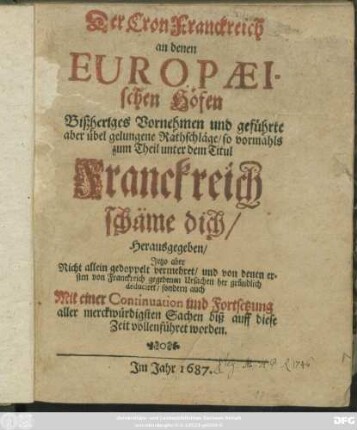 Der Cron Franckreich
an denen
EUROPÆI-
schen Höfen
Bißheriges Vornehmen und geführte
aber übel gelungene Rathschläge/ so vormahls
zum Theil unter dem Titul
Franckreich
schäme dich/
Herausgegeben/
Jetzo aber
Nicht allein gedoppelt vermehret/ und von denen er-
sten von Franckreich gegebenen Ursachen her gründlich
deduciret/ sondern auch
Mit einer Continuation und Fortsetzung
aller merckwürdigsten Sachen biß auff diese
Zeit vollenführet worden.
Im Jahr 1687.
DFG